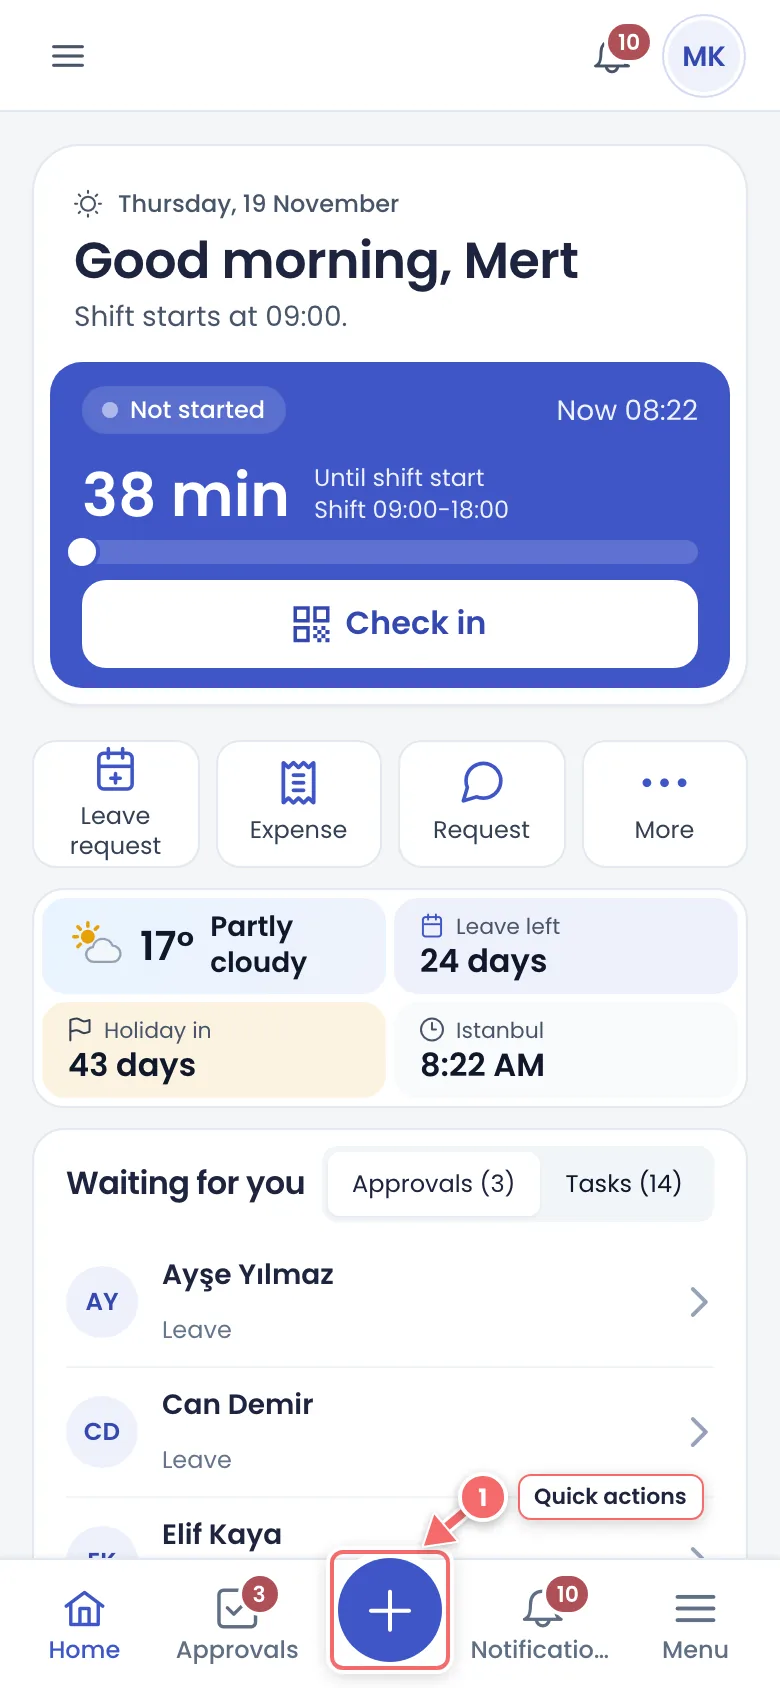 10
MK
Thursday, 19 November
Good morning, Mert
Shift starts at 09:00.
Not started
Now 08:22
38 min
Until shift start
Shift 09:00-18:00
Check in
Leave
request
Expense
Request
More
17°
Partly
cloudy
Leave left
24 days
Holiday in
43 days
Istanbul
8:22 AM
Waiting for you
Approvals (3)
Tasks (14)
AY
Ayşe Yılmaz
Leave
CD
Can Demir
Leave
1
Quick actions
Elif Kaya
Home
3
Approvals
10
Notificatio...
Menu